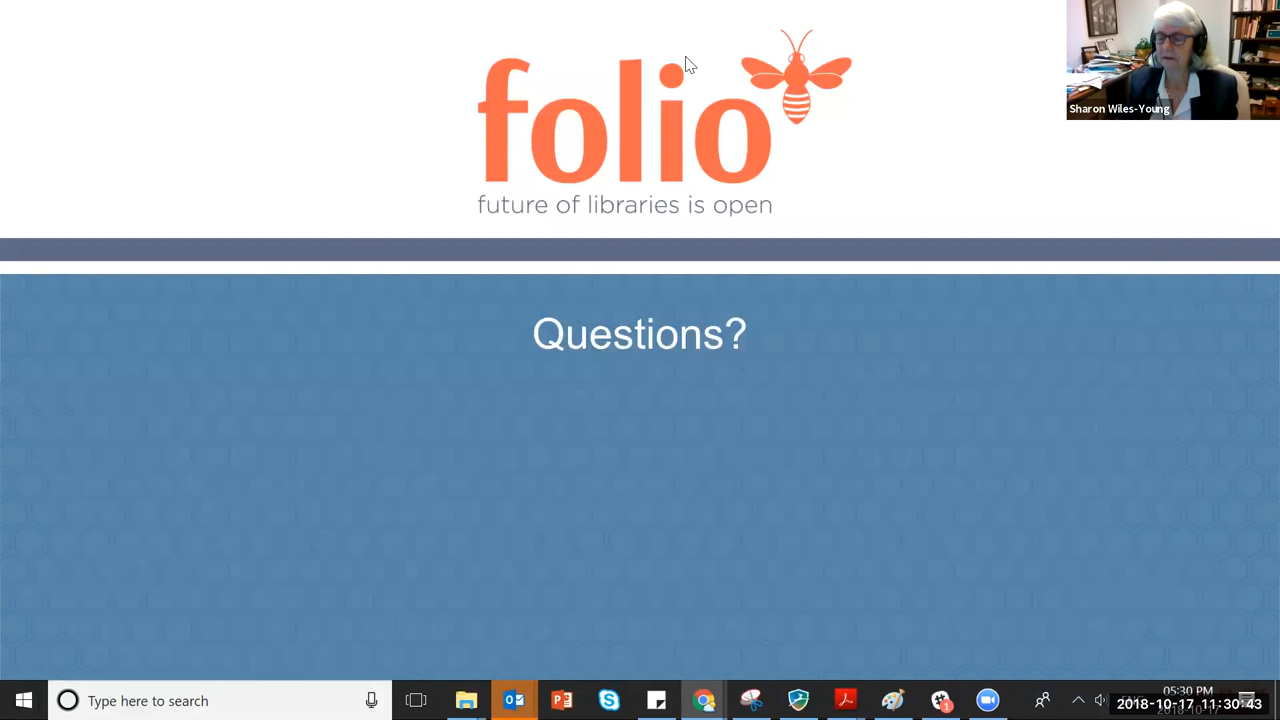 folio
future of libraries is open
Sharon Wiles-Young
Questions?
Type here to search
05:30 PM
2018-10-17 11:30:43